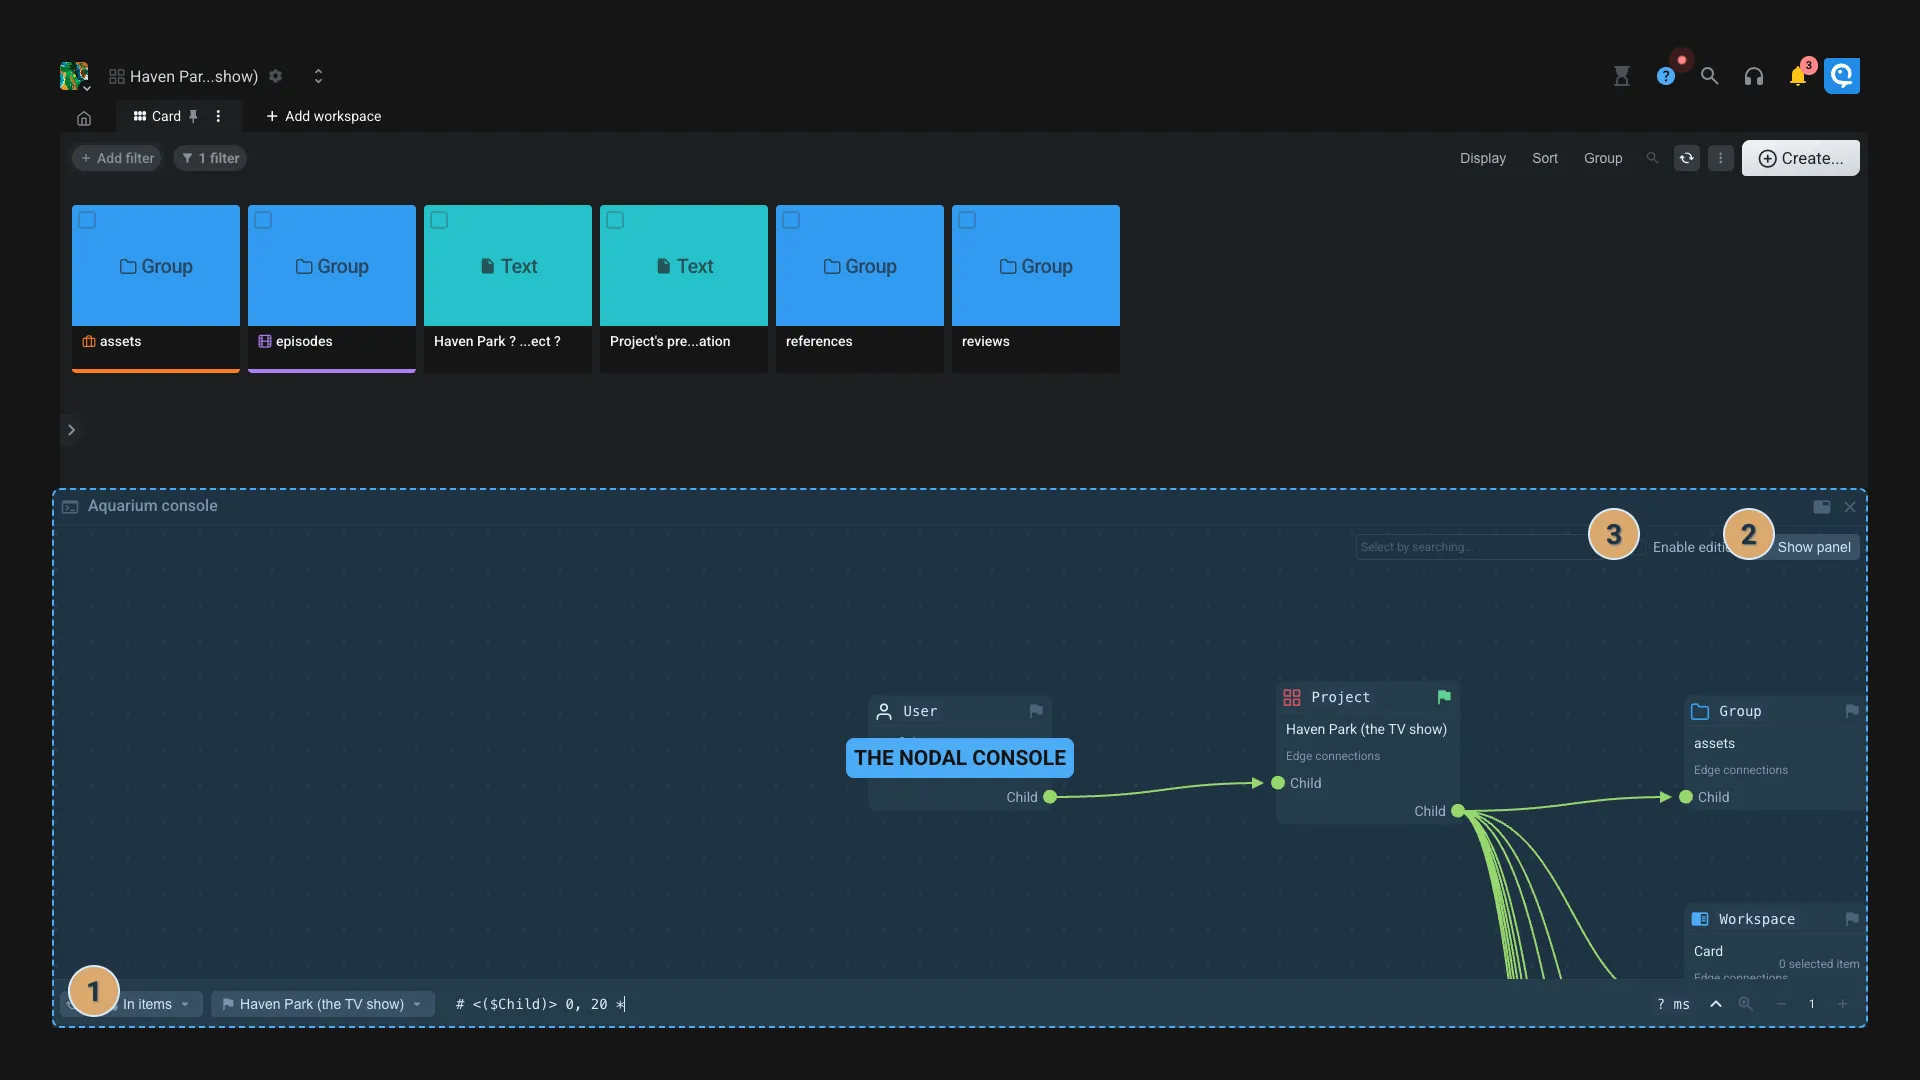 Haven Par...show)
?
3
Card
+ Add workspace
+ Add filter
1 filter
Display
Sort
Group
Create...
Group
Group
Text
Text
Group
Group
assets
episodes
Haven Park ? ...ect ?
Project's pre...ation
references
reviews
Aquarium console
3
2
Select by searching...
Enable editi
Show panel
User
Project
Group
Haven Park (the TV show)
assets
THE NODAL CONSOLE
Edge connections
Edge connections
Child
Child
Child
Child
Workspace
Card
0 selected item
Edge connections
1
In items
Haven Park (the TV show)
# <($Child)> 0, 20 *
? ms
1